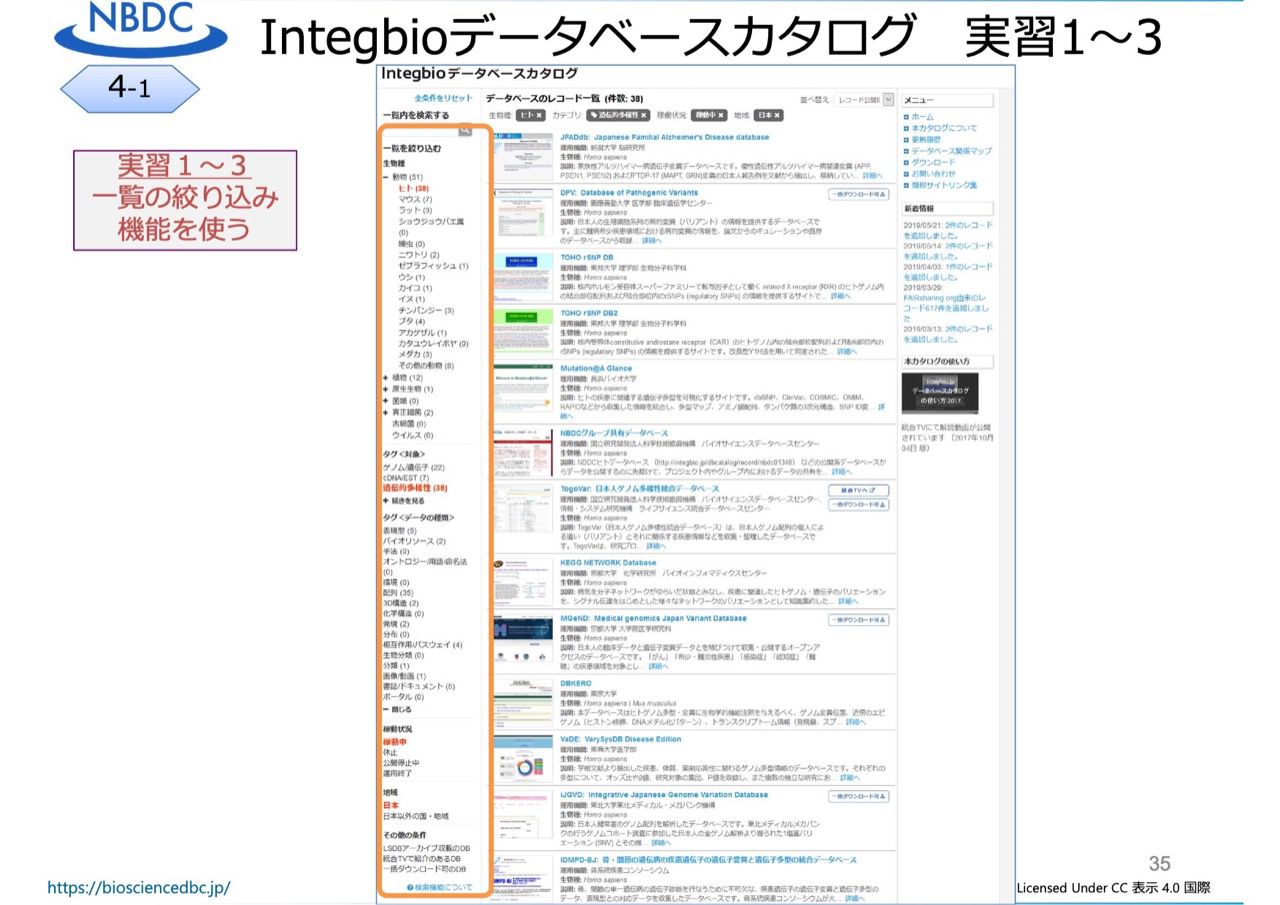 NBDC
Integbioデータベースカタログ　実習1～3
4-1
実習１～３
一覧の絞り込み
機能を使う
Integbioデータベースカタログ
全条件をリセット
一覧内を検索する
一覧を絞り込む
生物種
− 動物 (51)
ヒト (38)
マウス (7)
ラット (3)
ショウジョウバエ属
(0)
線虫 (0)
ニワトリ (2)
ゼブラフィッシュ (1)
ウシ (1)
カイコ (1)
イヌ (1)
チンパンジー (3)
ブタ (4)
アカゲザル (1)
カタユウレイボヤ (0)
メダカ (3)
その他の動物 (6)
+ 植物 (12)
+ 原生生物 (1)
+ 菌類 (0)
+ 真正細菌 (2)
古細菌 (0)
ウイルス (0)
タグ<対象>
ゲノム/遺伝子 (22)
cDNA/EST (7)
遺伝的多様性 (38)
+ 続きを見る
タグ<データの種類>
表現型 (5)
バイオリソース (2)
手法 (0)
オントロジー/用語/命名法
(0)
環境 (0)
配列 (35)
3D構造 (2)
化学構造 (0)
発現 (2)
分布 (0)
相互作用/パスウェイ (4)
生物分類 (0)
分類 (1)
画像/動画 (1)
書誌/ドキュメント (5)
ポータル (0)
− 閉じる
稼動状況
稼動中
休止
公開停止中
運用終了
地域
日本
日本以外の国・地域
その他の条件
LSDBアーカイブ収載のDB
統合TVで紹介のあるDB
一括ダウンロード可のDB
検索機能について
データベースのレコード一覧 (件数: 38)
並べ替え:
生物種: ヒト × カテゴリ: 遺伝的多様性 × 稼働状況: 稼動中 × 地域: 日本 ×
JFADdb: Japanese Familial Alzheimer's Disease database
運用機関: 新潟大学 脳研究所
生物種: Homo sapiens
説明: 家族性アルツハイマー病遺伝子変異データベースです。優性遺伝性アルツハイマー病関連遺伝子 (APP,
PSEN1, PSEN2) およびTDP-17 (MAPT, GRN)変異の日本人報告例を文献から抽出し、格納してい... 詳細へ
DPV: Database of Pathogenic Variants
一括ダウンロード可
運用機関: 慶應義塾大学 医学部 臨床遺伝学センター
生物種: Homo sapiens
説明: 日本人の生殖細胞系列の病的変異（バリアント）の情報を提供するデータベースで
す。主に難病希少疾患領域における病的変異の情報を、論文からのキュレーションや既存
のデータベースから収録... 詳細へ
TOHO rSNP DB
運用機関: 東邦大学 理学部 生物分子科学科
生物種: Homo sapiens
説明: 核内ホルモン受容体スーパーファミリーで転写因子として働く retinoid X receptor (RXR) のヒトゲノム内
の結合部位配列および結合部位内のrSNPs (regulatory SNPs) の情報を提供するサイトで... 詳細へ
TOHO rSNP DB2
運用機関: 東邦大学 理学部 生物分子科学科
生物種: Homo sapiens
説明: 核内受容体constitutive androstane receptor（CAR）のヒトゲノム内の結合部位配列および結合部位内の
rSNPs (regulatory SNPs) の情報を提供するサイトです。改良型Y1H法を用いて同定された... 詳細へ
Mutation@A Glance
運用機関: 長浜バイオ大学
生物種: Homo sapiens
説明: ヒトの疾患に関連する遺伝子多型を可視化するサイトです。dbSNP、ClinVar、COSMIC、OMIM、
RAPIDなどから収集した情報を統合し、多型マップ、アミノ酸配列、タンパク質の3次元構造、SNP ID変... 詳
細へ
NBDCグループ共有データベース
運用機関: 国立研究開発法人科学技術振興機構　バイオサイエンスデータベースセンター
生物種: Homo sapiens
説明: NBDCヒトデータベース（http://integbio.jp/dbcatalog/record/nbdc01348）などの公開系データベースか
らデータを公開するのに先駆けて、プロジェクト内やグループ内におけるデータの共有を... 詳細へ
TogoVar: 日本人ゲノム多様性統合データベース
統合TVへ
運用機関: 国立研究開発法人科学技術振興機構　バイオサイエンスデータベースセンター、
一括ダウンロード可
情報・システム研究機構　ライフサイエンス統合データベースセンター
生物種: Homo sapiens
説明: TogoVar（日本人ゲノム多様性統合データベース）は、日本人ゲノム配列の個人によ
る違い（バリアント）とそれに関係する疾患情報などを収集・整理したデータベースで
す。TogoVarは、研究プロ... 詳細へ
KEGG NETWORK Database
運用機関: 京都大学　化学研究所　バイオインフォマティクスセンター
生物種: Homo sapiens
説明: 病気を分子ネットワークがゆらいだ状態とみなし、疾患に関連したヒトゲノム・遺伝子のバリエーション
を、シグナル伝達をはじめとした様々なネットワークのバリエーションとして知識集約した... 詳細へ
MGeND: Medical genomics Japan Variant Database
一括ダウンロード可
運用機関: 京都大学 大学院医学研究科
生物種: Homo sapiens
説明: 日本人の臨床データと遺伝子変異データとを結びつけて収集・公開するオープンア
クセスのデータベースです。「がん」「希少・難治性疾患」「感染症」「認知症」「難
聴」の疾患領域を対象とし... 詳細へ
DBKERO
運用機関: 東京大学
生物種: Homo sapiens | Mus musculus
説明: 本データベースはヒトゲノム多型・変異に生物学的機能注釈を与えるべく、ゲノム変異位置、近傍のエピ
ゲノム（ヒストン修飾、DNAメチル化パターン）、トランスクリプトーム情報（発現量、スプ... 詳細へ
VaDE: VarySysDB Disease Edition
運用機関: 東海大学医学部
生物種: Homo sapiens
説明: 学術文献より抽出した疾患、体質、薬剤応答性に関わるゲノム多型情報のデータベースです。それぞれの
多型について、オッズ比やp値、研究対象の集団、P値を収録し、また複数の独立な研究にお... 詳細へ
iJGVD: Integrative Japanese Genome Variation Database
一括ダウンロード可
運用機関: 東北大学東北メディカル・メガバンク機構
生物種: Homo sapiens
説明: 日本人健常者のゲノム配列を解析したデータベースです。東北メディカルメガバン
クの行うゲノムコホート調査に参加した日本人の全ゲノム解析より得られた1塩基バリ
エーション (SNV) とその頻... 詳細へ
IDMPD-BJ: 骨・関節の遺伝病の疾患遺伝子の遺伝子変異と遺伝子多型の統合データベース
運用機関: 骨系統疾患コンソーシウム
生物種: Homo sapiens
説明: 骨、関節の単一遺伝病の遺伝子診断を行なうために不可欠な、疾患遺伝子の遺伝子変異と遺伝子多型の
データ、表現型との対応データを収集したデータベースです。骨系統疾患コンソーシウムが大... 詳細へ
メニュー
ホーム
本カタログについて
更新履歴
データベース関係マップ
ダウンロード
お問い合わせ
類似サイトリンク集
新着情報
2019/05/21: 2件のレコード
を追加しました。
2019/05/14: 2件のレコード
を追加しました。
2019/04/03: 1件のレコード
を追加しました。
2019/03/29:
FAIRsharing.org由来のレ
コード617件を追加しまし
た
2019/03/13: 2件のレコード
を追加しました。
本カタログの使い方
データベースカタログ
の使い方 2017
統合TVにて解説動画が公開
されています（2017年10月
04日 版）
35
https://biosciencedbc.jp/
Licensed Under CC 表示 4.0 国際